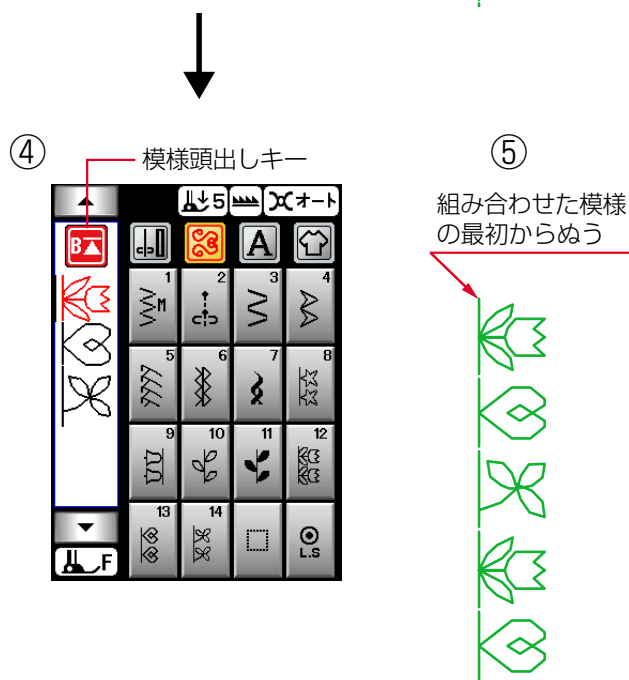 ④
模様頭出しキー
5 オート
B
A
1 2 3 4
M
5 6 7 8
9 10 11 12
13 14
L.S
F
⑤
組み合わせた模様
の最初からぬう